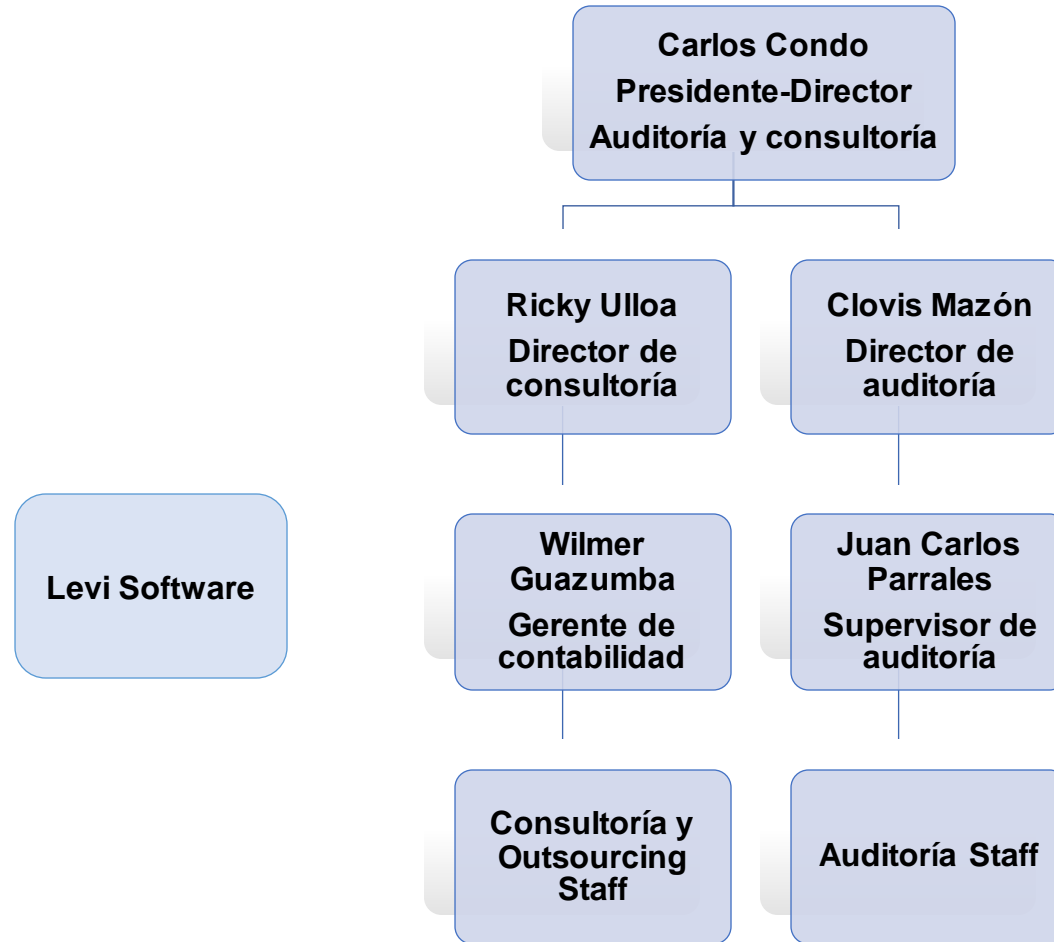 Carlos Condo
Presidente-Director
Auditoría y consultoría
Ricky Ulloa
Director de
consultoría
Clovis Mazón
Director de
auditoría
Levi Software
Wilmer
Guazumba
Gerente de
contabilidad
Juan Carlos
Parrales
Supervisor de
auditoría
Consultoría y
Outsourcing
Staff
Auditoría Staff